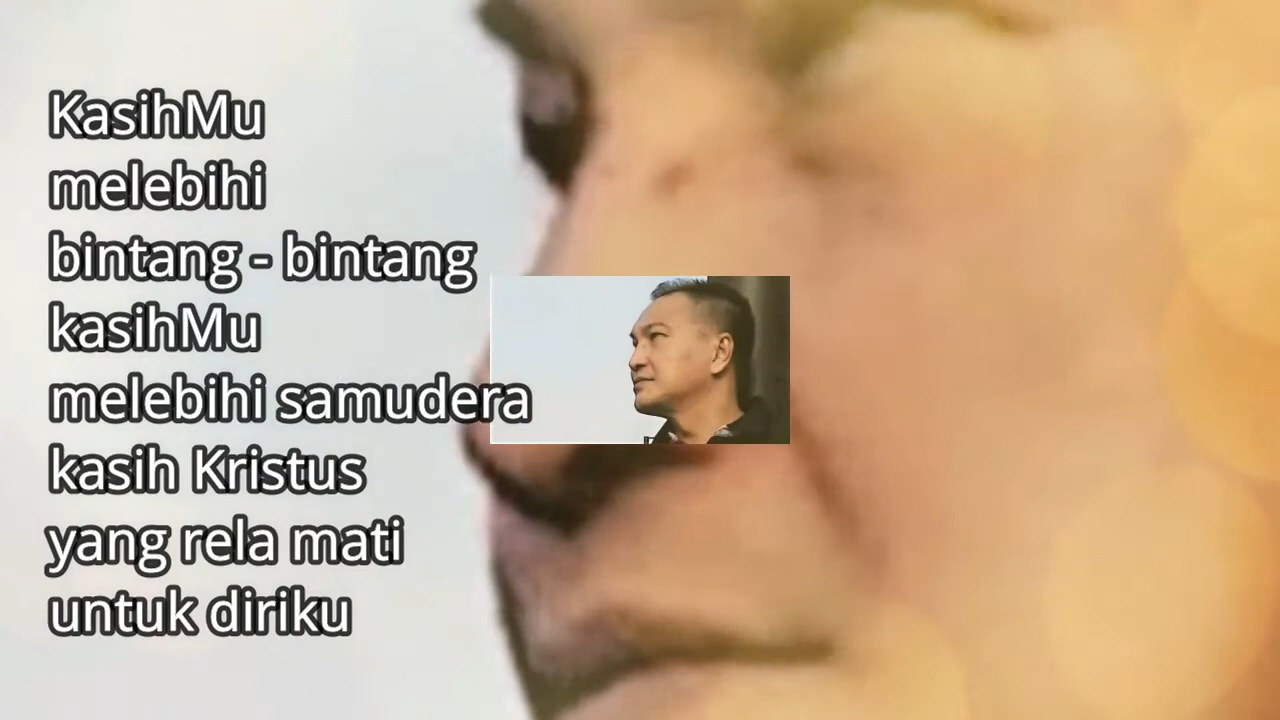 KasihMu
melebihi
bintang - bintang
kasihMu
melebihi samudera
kasih Kristus
yang rela mati
untuk diriku